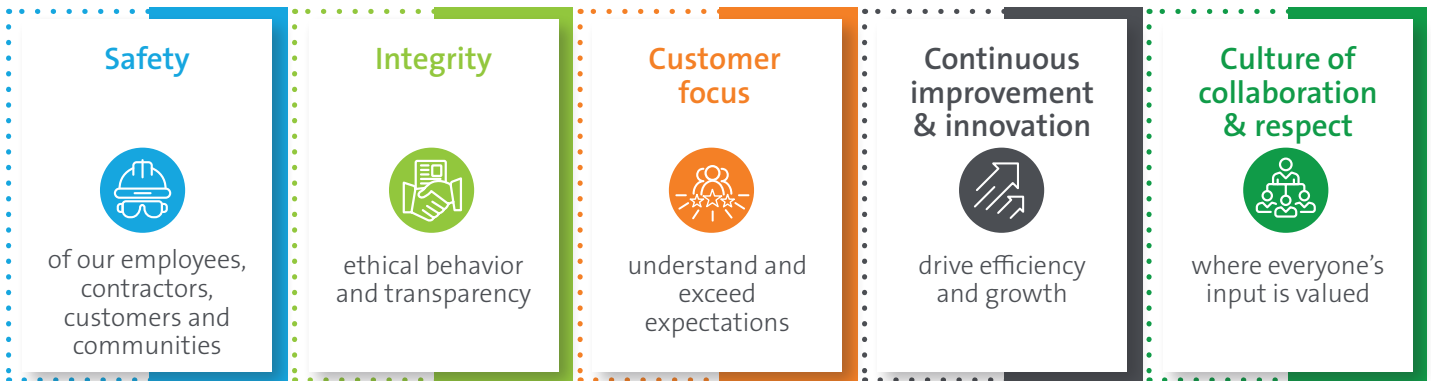 Safety
of our employees,
contractors,
customers and
communities
Integrity
ethical behavior
and transparency
Customer
focus
understand and
exceed
expectations
Continuous
improvement
& innovation
drive efficiency
and growth
Culture of
collaboration
& respect
where everyone’s
input is valued